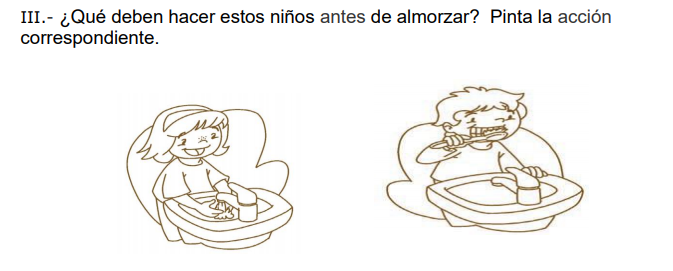 III.- ¿Qué deben hacer estos niños antes de almorzar?  Pinta la acción
correspondiente.